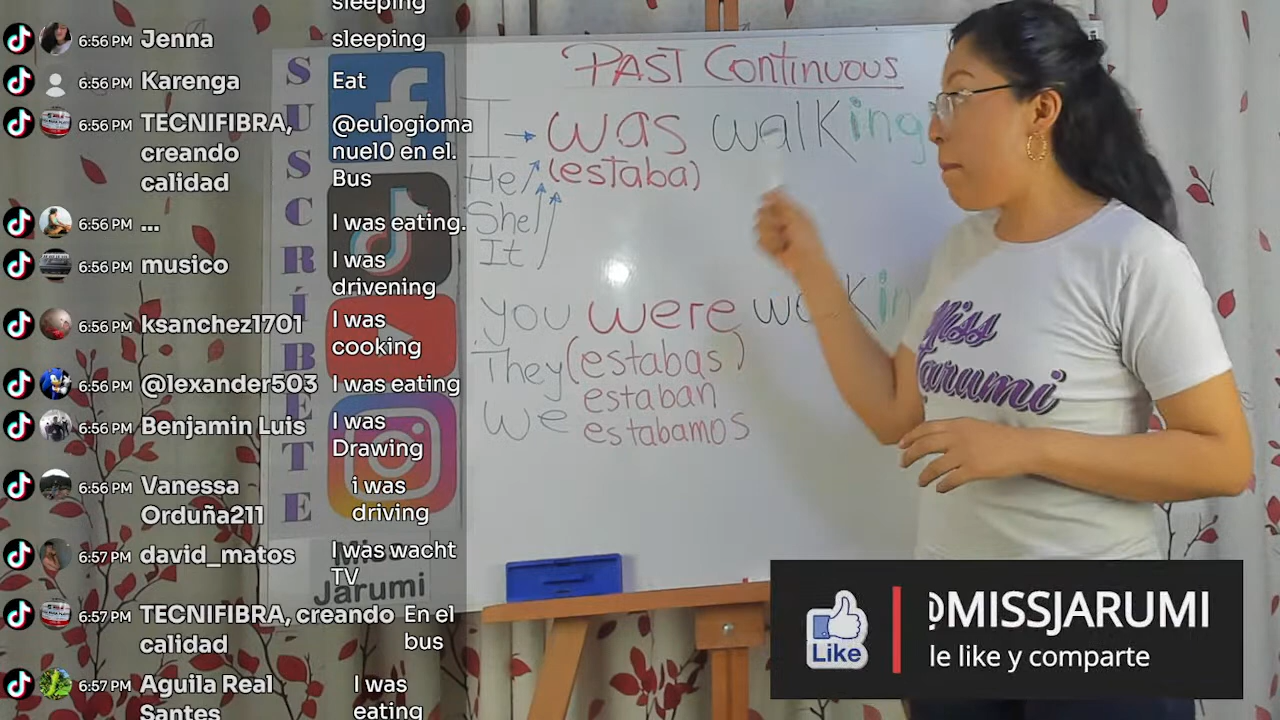 sleeping
6:56 PM Jenna sleeping
6:56 PM Karenga Eat
6:56 PM TECNIFIBRA, creando calidad
@eulogioma
nuel0 en el.
Bus
6:56 PM ... I was eating.
6:56 PM musico I was
drivening
6:56 PM ksanchez1701 I was
cooking
6:56 PM @lexander503 I was eating
6:56 PM Benjamin Luis I was
Drawing
6:56 PM Vanessa
Orduña211
i was
driving
6:57 PM david_matos I was wacht
TV
6:57 PM TECNIFIBRA, creando
calidad
En el
bus
6:57 PM Aguila Real
Santes
I was
eating
SUSCRÍBETE
Miss
Jarumi
PAST Continuous
I was walking
He (estaba)
She
It
you were
They (estabas)
estaban
We estabamos
Miss
Jarumi
Like
@MISSJARUMI
le like y comparte